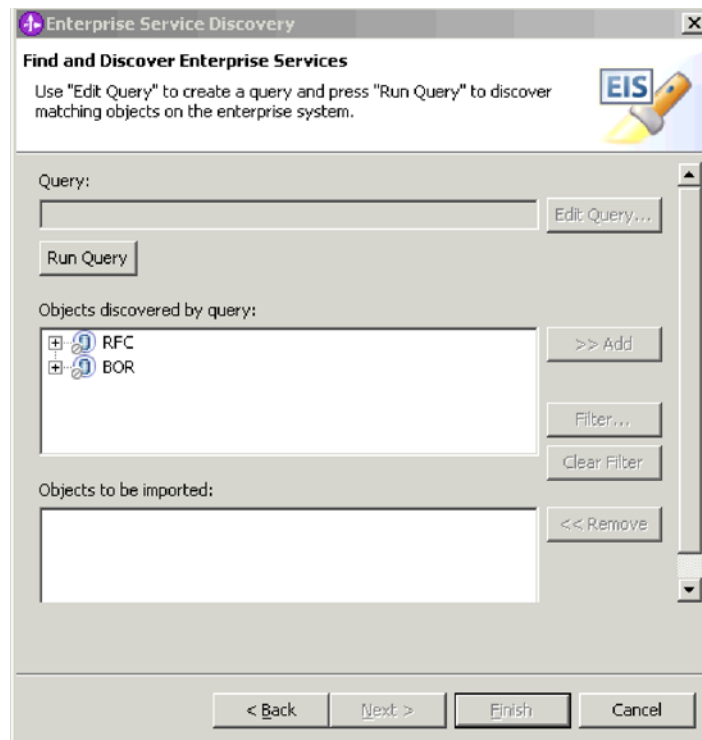 Enterprise Service Discovery
Find and Discover Enterprise Services
Use "Edit Query" to create a query and press "Run Query" to discover
matching objects on the enterprise system.
EIS
Query:
Edit Query...
Run Query
Objects discovered by query:
RFC
BOR
>> Add
Filter...
Clear Filter
Objects to be imported:
<< Remove
< Back
Next >
Finish
Cancel